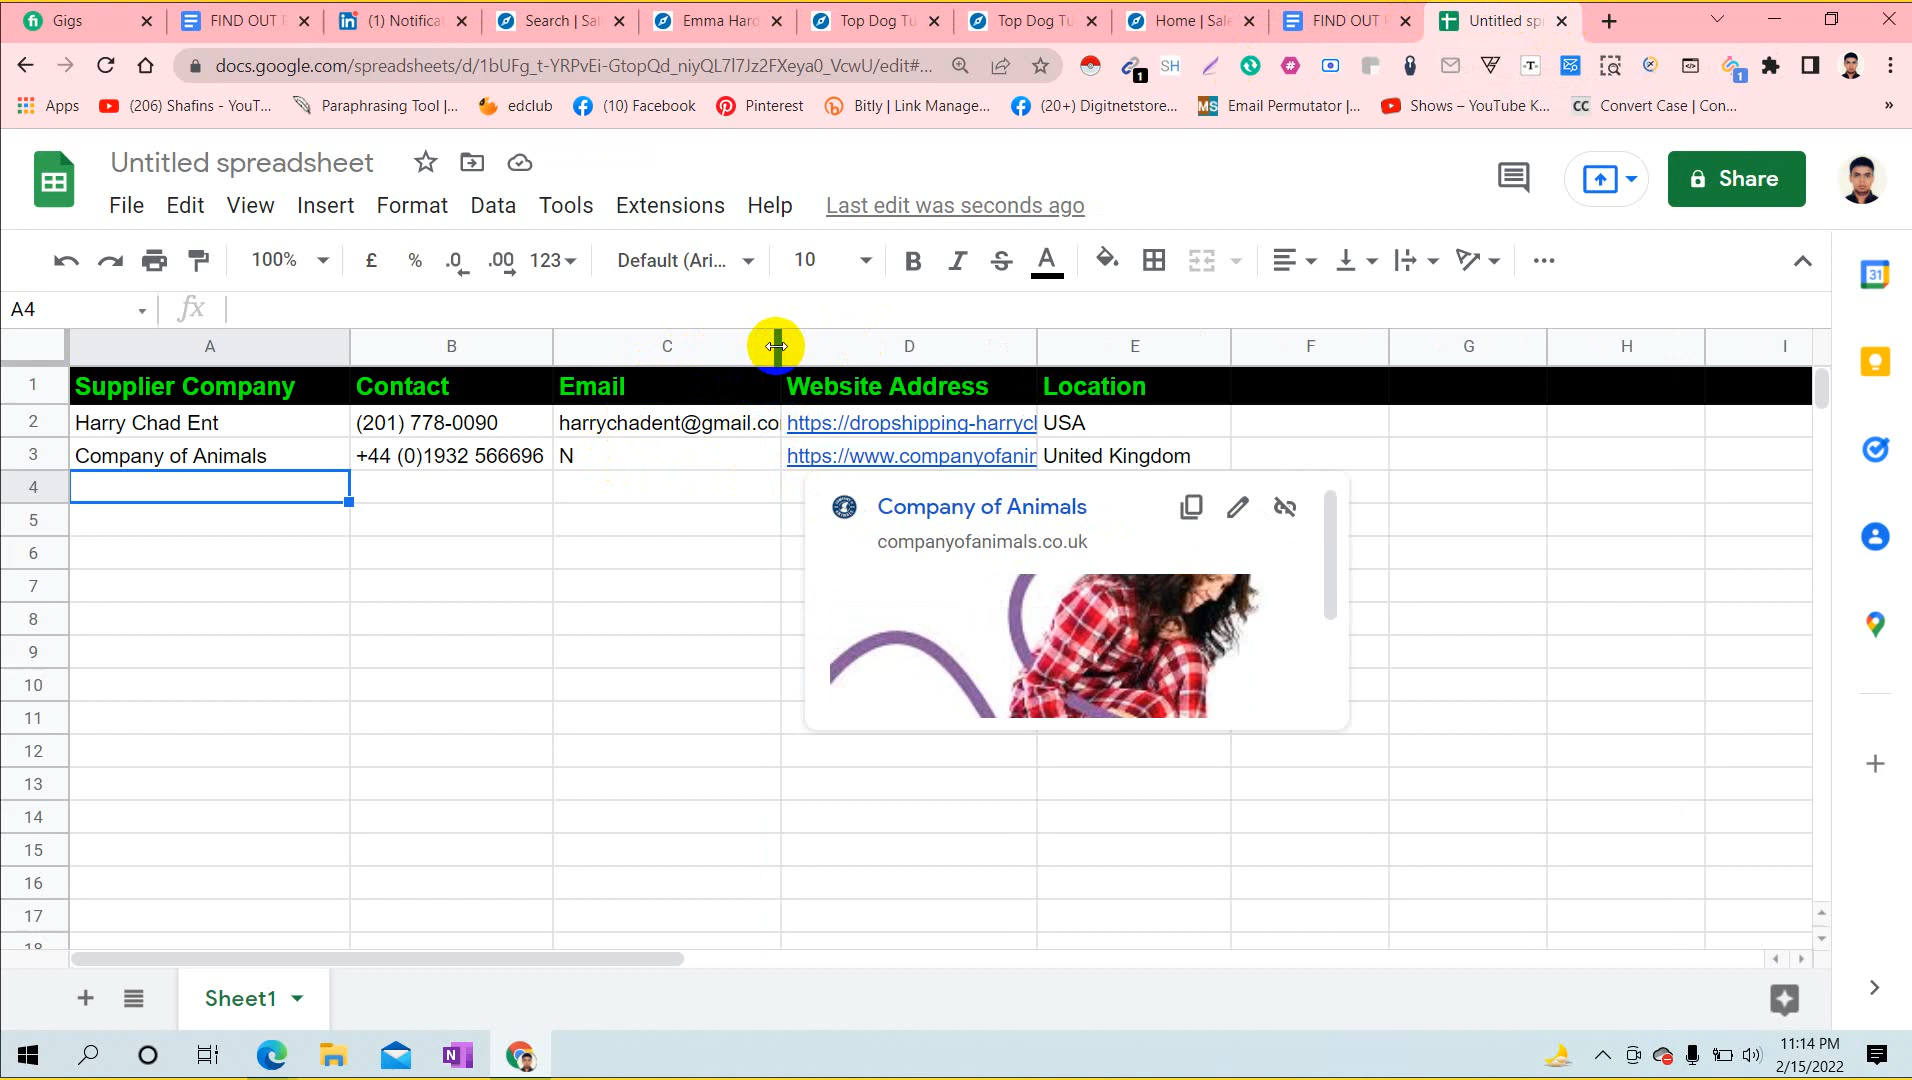 Gigs
FIND OUT
(1) Notifica
Search | Sal
Emma Hard
Top Dog Tu
Top Dog Tu
Home | Sale
FIND OUT
Untitled sp
docs.google.com/spreadsheets/d/1bUFg_t-YRPvEi-GtopQd_niyQL7l7Jz2FXeya0_VcwU/edit#...
SH
1
1
Apps
(206) Shafins - YouT...
Paraphrasing Tool |...
edclub
(10) Facebook
Pinterest
Bitly | Link Manage...
(20+) Digitnetstore...
MS
Email Permutator |...
Shows – YouTube K...
CC
Convert Case | Con...
»
Untitled spreadsheet
File Edit View Insert Format Data Tools Extensions Help Last edit was seconds ago
Share
100% £ % .0 .00 123 Default (Ari... 10 B I S A
31
A4 fx
A B C D E F G H I
1 Supplier Company Contact Email Website Address Location
2 Harry Chad Ent (201) 778-0090 harrychadent@gmail.co https://dropshipping-harrycl USA
3 Company of Animals +44 (0)1932 566696 N https://www.companyofanir United Kingdom
4
Company of Animals
companyofanimals.co.uk
5
6
7
8
9
10
11
12
13
14
15
16
17
18
Sheet1
11:14 PM
2/15/2022